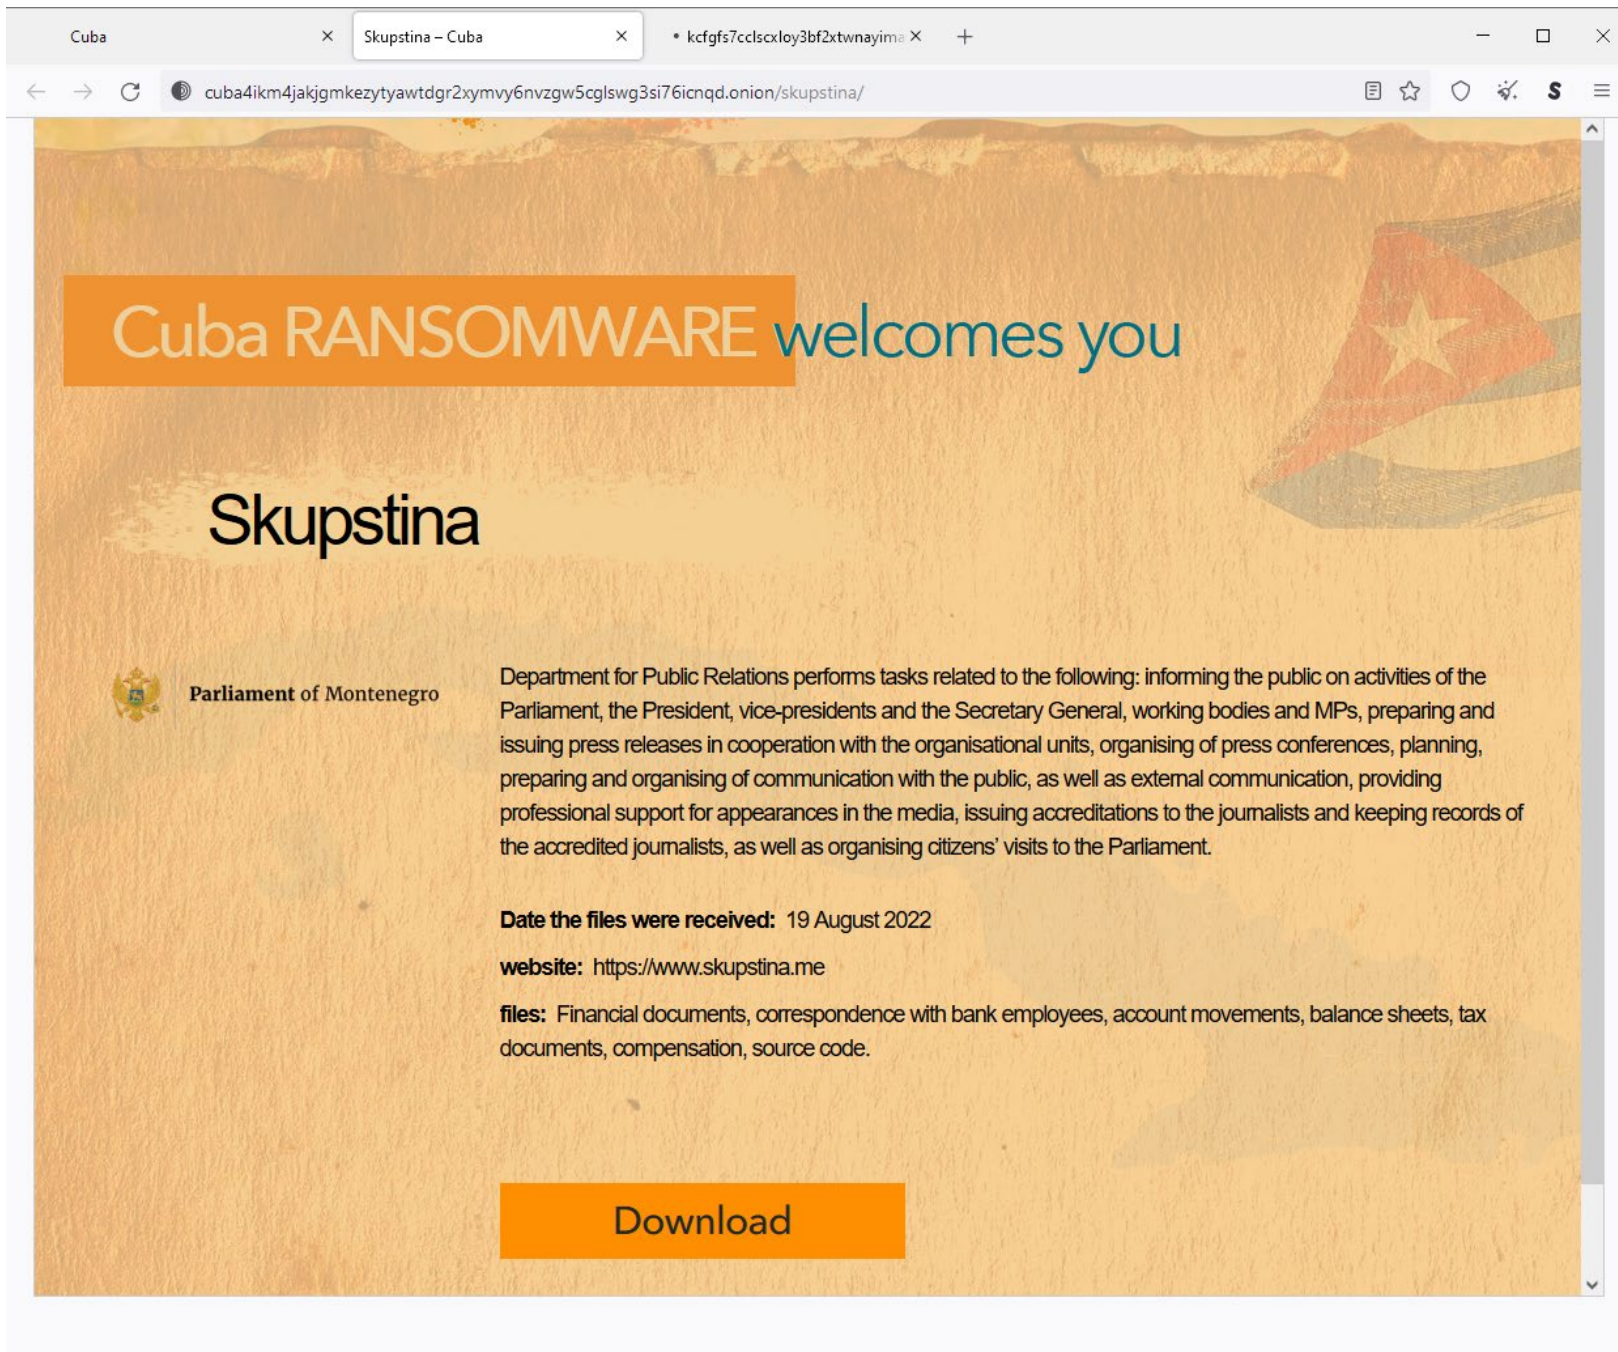 Cuba
Skupstina – Cuba
• kcfgfs7cclscxloy3bf2xtwnayima
cuba4ikm4jakjgmkezytyawtdgr2xymvy6nvzgw5cglswg3si76icnqd.onion/skupstina/
Cuba RANSOMWARE welcomes you
Skupstina
Parliament of Montenegro
Department for Public Relations performs tasks related to the following: informing the public on activities of the
Parliament, the President, vice-presidents and the Secretary General, working bodies and MPs, preparing and
issuing press releases in cooperation with the organisational units, organising of press conferences, planning,
preparing and organising of communication with the public, as well as external communication, providing
professional support for appearances in the media, issuing accreditations to the journalists and keeping records of
the accredited journalists, as well as organising citizens’ visits to the Parliament.
Date the files were received: 19 August 2022
website: https://www.skupstina.me
files: Financial documents, correspondence with bank employees, account movements, balance sheets, tax
documents, compensation, source code.
Download